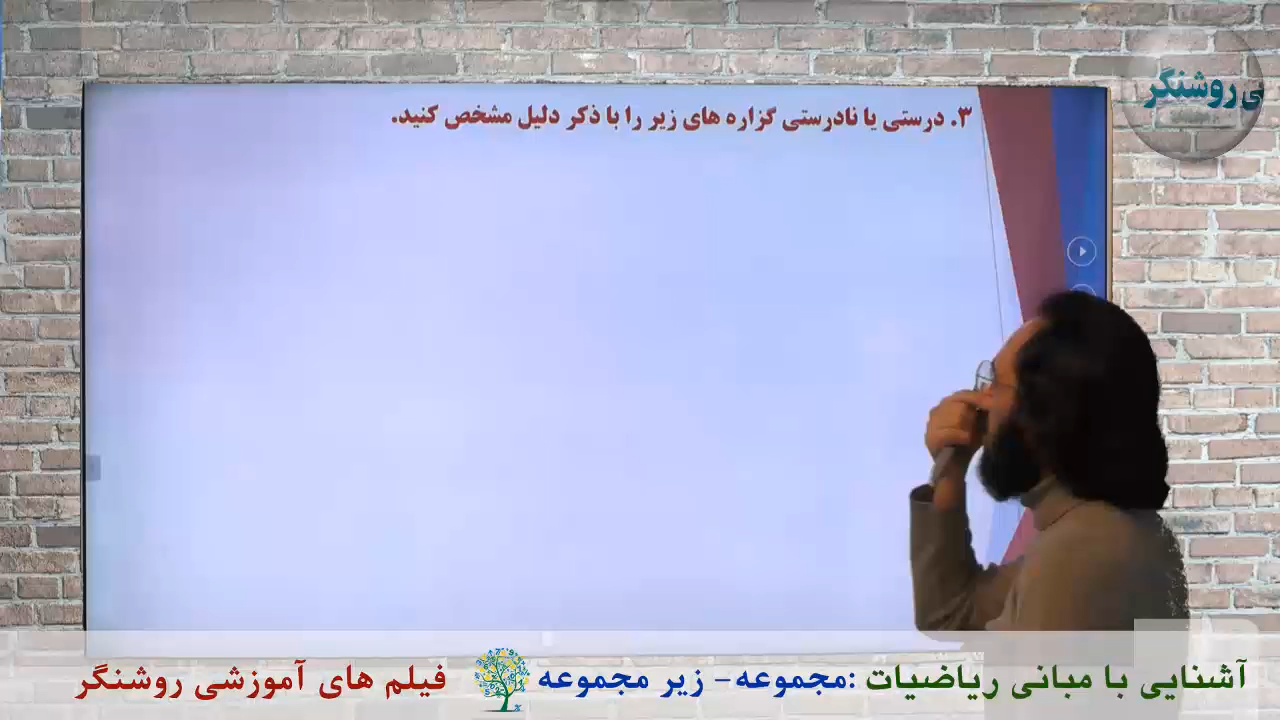 ۳. درستی یا نادرستی گزاره های زیر را با ذکر دلیل مشخص کنید.
ی روشنگر
آشنایی با مبانی ریاضیات :مجموعه- زیر مجموعه
فیلم های آموزشی روشنگر